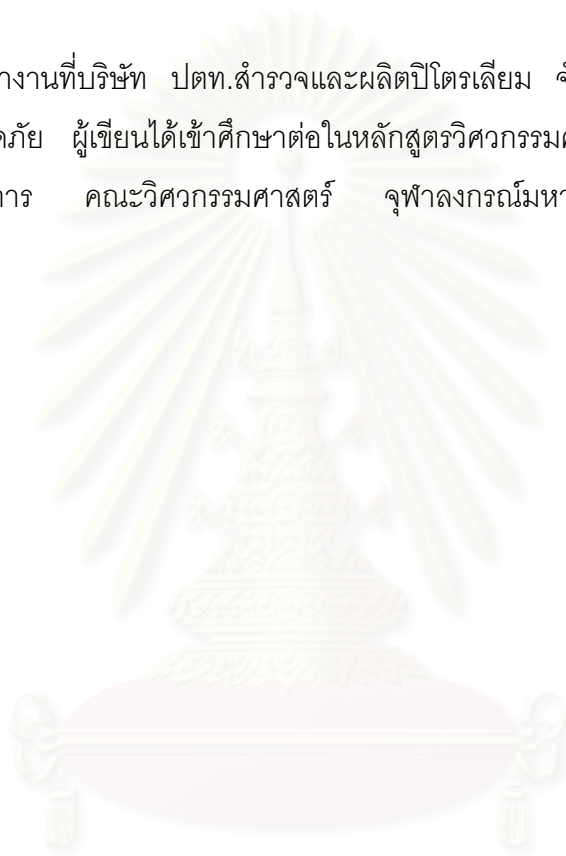 างานที่บริษัท ปตท.สำรวจและผลิตปิโตรเลียม จ
ดภัย ผู้เขียนได้เข้าศึกษาต่อในหลักสูตรวิศวกรรมศ
การ คณะวิศวกรรมศาสตร์ จุฬาลงกรณ์มหา